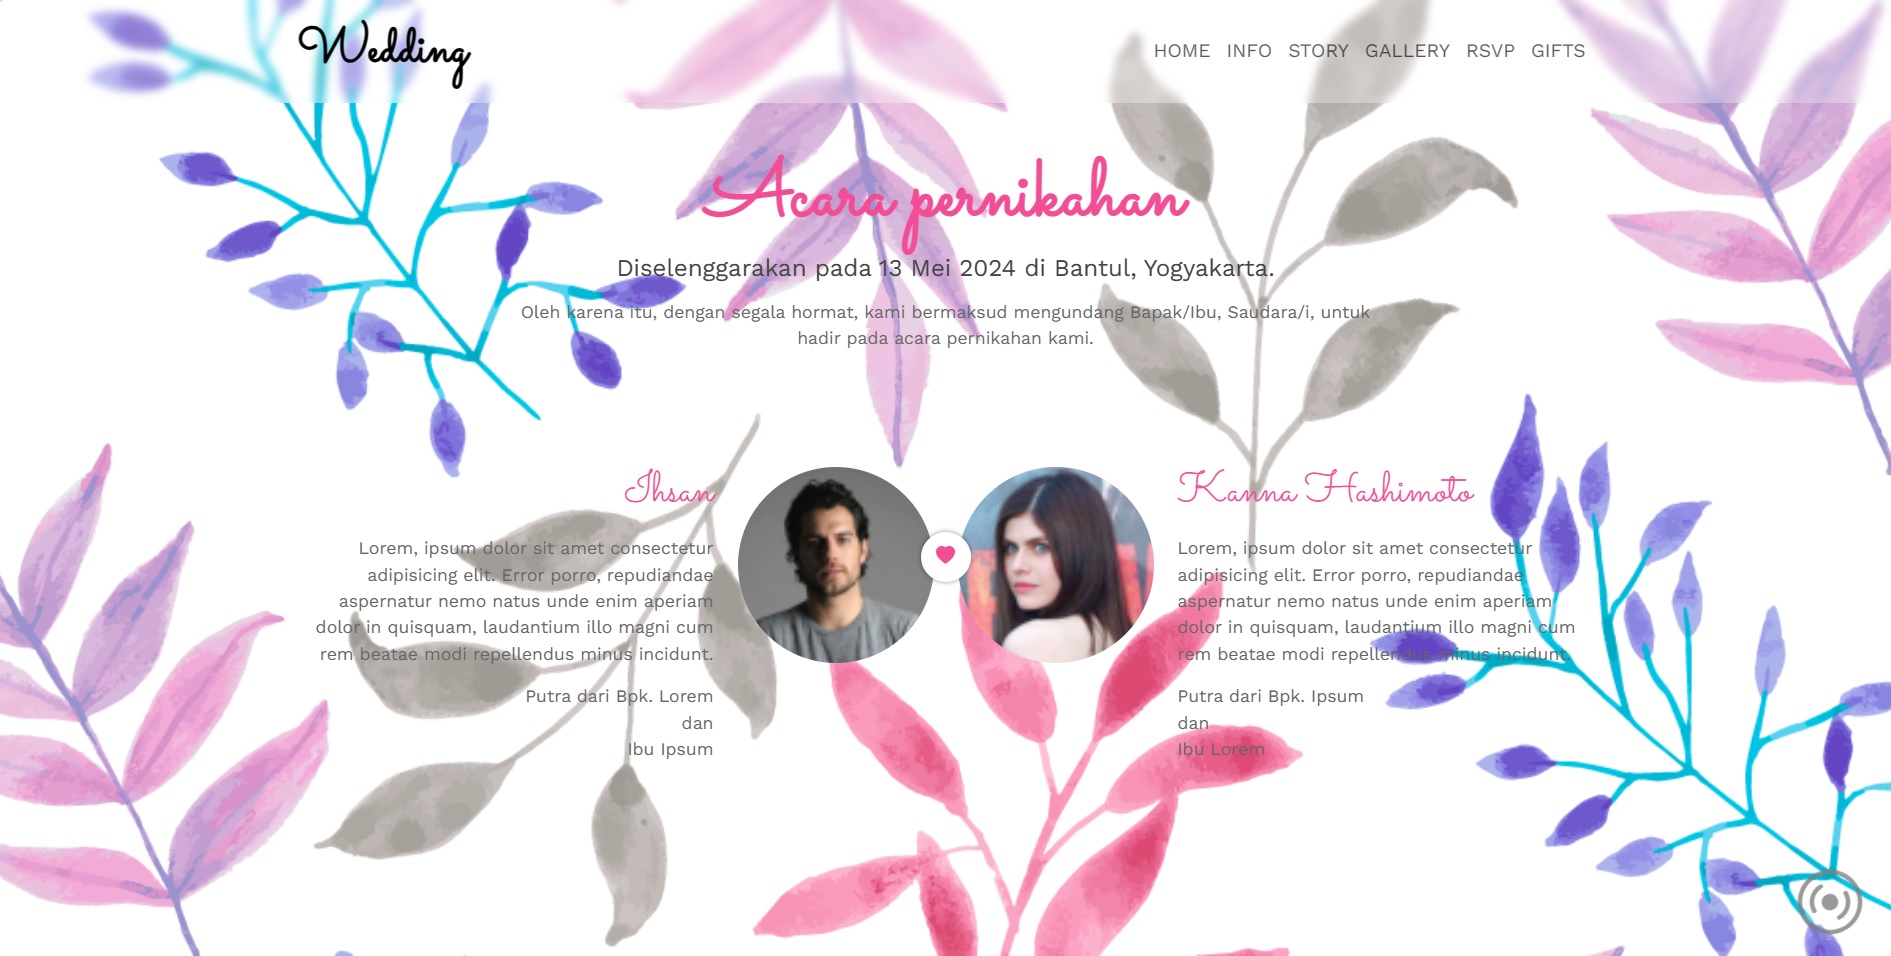 Wedding
HOME INFO STORY GALLERY RSVP GIFTS
Acara pernikahan
Diselenggarakan pada 13 Mei 2024 di Bantul, Yogyakarta.
Oleh karena itu, dengan segala hormat, kami bermaksud mengundang Bapak/Ibu, Saudara/i, untuk
hadir pada acara pernikahan kami.
Ihsan
Lorem, ipsum dolor sit amet consectetur
adipisicing elit. Error porro, repudiandae
aspernatur nemo natus unde enim aperiam
dolor in quisquam, laudantium illo magni cum
rem beatae modi repellendus minus incidunt.
Putra dari Bpk. Lorem
dan
Ibu Ipsum
Kanna Hashimoto
Lorem, ipsum dolor sit amet consectetur
adipisicing elit. Error porro, repudiandae
aspernatur nemo natus unde enim aperiam
dolor in quisquam, laudantium illo magni cum
rem beatae modi repellendus minus incidunt.
Putra dari Bpk. Ipsum
dan
Ibu Lorem